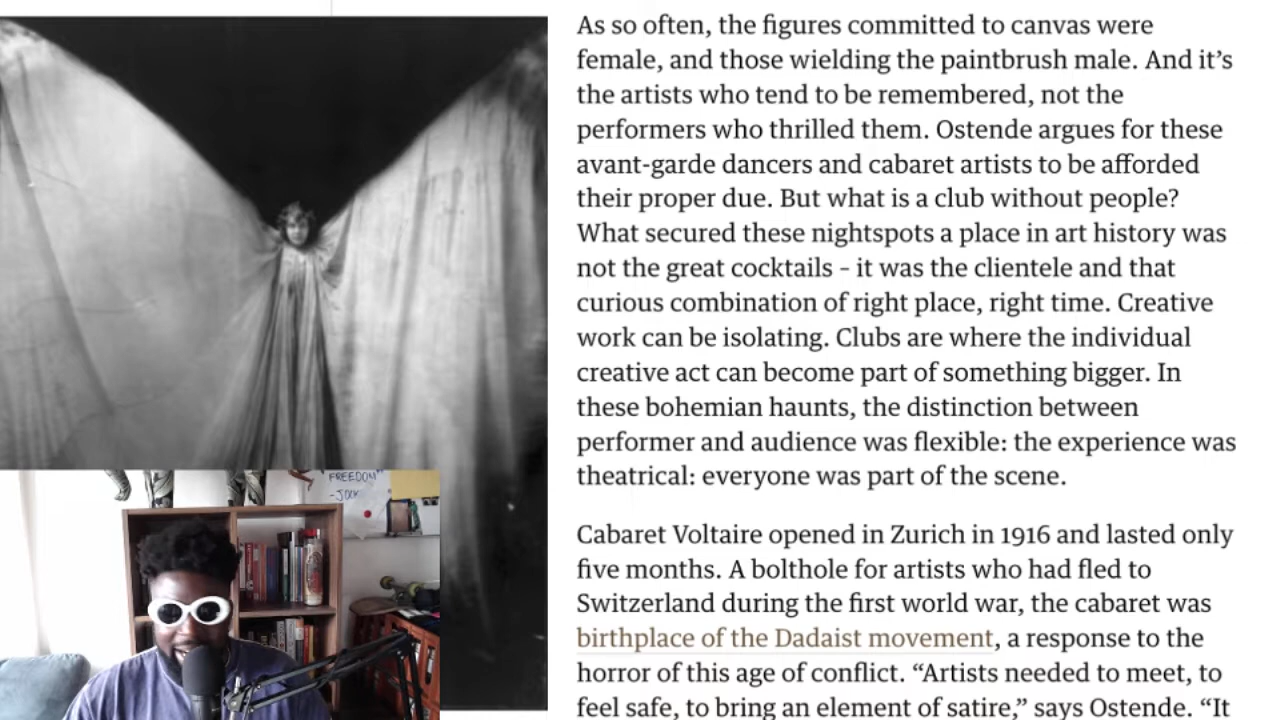 As so often, the figures committed to canvas were
female, and those wielding the paintbrush male. And it’s
the artists who tend to be remembered, not the
performers who thrilled them. Ostende argues for these
avant-garde dancers and cabaret artists to be afforded
their proper due. But what is a club without people?
What secured these nightspots a place in art history was
not the great cocktails – it was the clientele and that
curious combination of right place, right time. Creative
work can be isolating. Clubs are where the individual
creative act can become part of something bigger. In
these bohemian haunts, the distinction between
performer and audience was flexible: the experience was
theatrical: everyone was part of the scene.
Cabaret Voltaire opened in Zurich in 1916 and lasted only
five months. A bolthole for artists who had fled to
Switzerland during the first world war, the cabaret was
birthplace of the Dadaist movement, a response to the
horror of this age of conflict. “Artists needed to meet, to
feel safe, to bring an element of satire,” says Ostende. “It
FREEDOM”